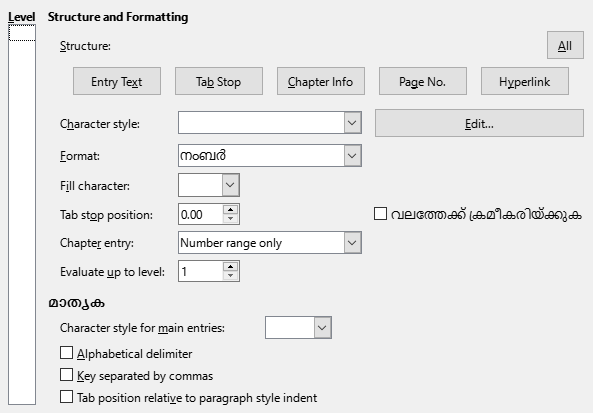 Level
Structure and Formatting
Structure:
All
Entry Text Tab Stop Chapter Info Page No. Hyperlink
Character style:
Edit...
Format: നംബര്‍
Fill character:
Tab stop position: 0.00 വലത്തേക്ക് ക്രമീകരിയ്ക്കുക
Chapter entry: Number range only
Evaluate up to level: 1
മാതൃക
Character style for main entries:
Alphabetical delimiter
Key separated by commas
Tab position relative to paragraph style indent